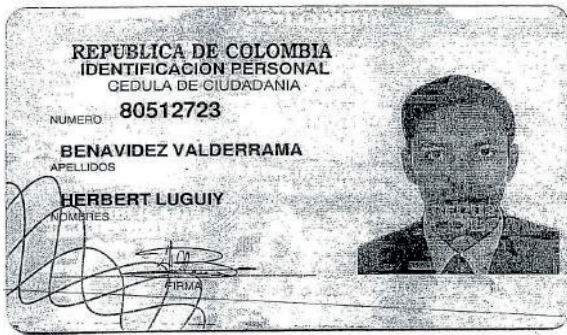 REPUBLICA DE COLOMBIA
IDENTIFICACION PERSONAL
CEDULA DE CIUDADANIA
NUMERO 80512723
BENAVIDEZ VALDERRAMA
APELLIDOS
HERBERT LUGUIY
NOMBRES
FIRMA